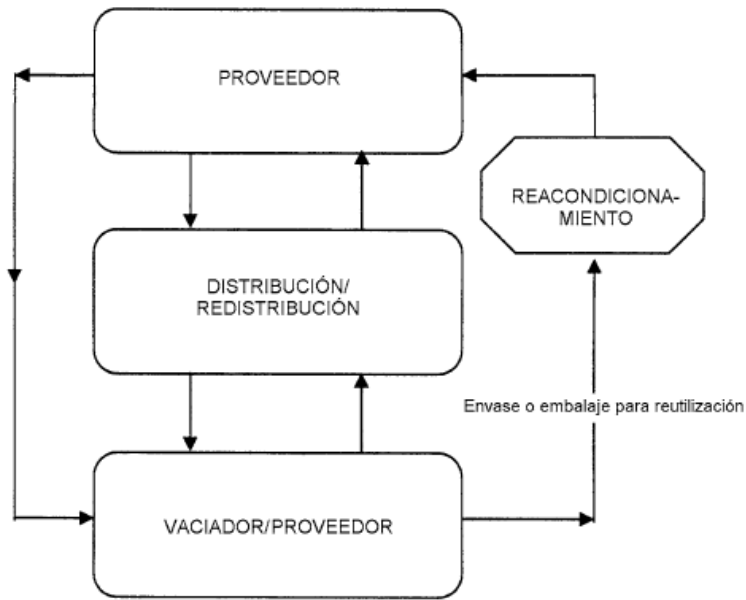 PROVEEDOR
REACONDICIONA-
MIENTO
DISTRIBUCIÓN/
REDISTRIBUCIÓN
Envase o embalaje para reutilización
VACIADOR/PROVEEDOR